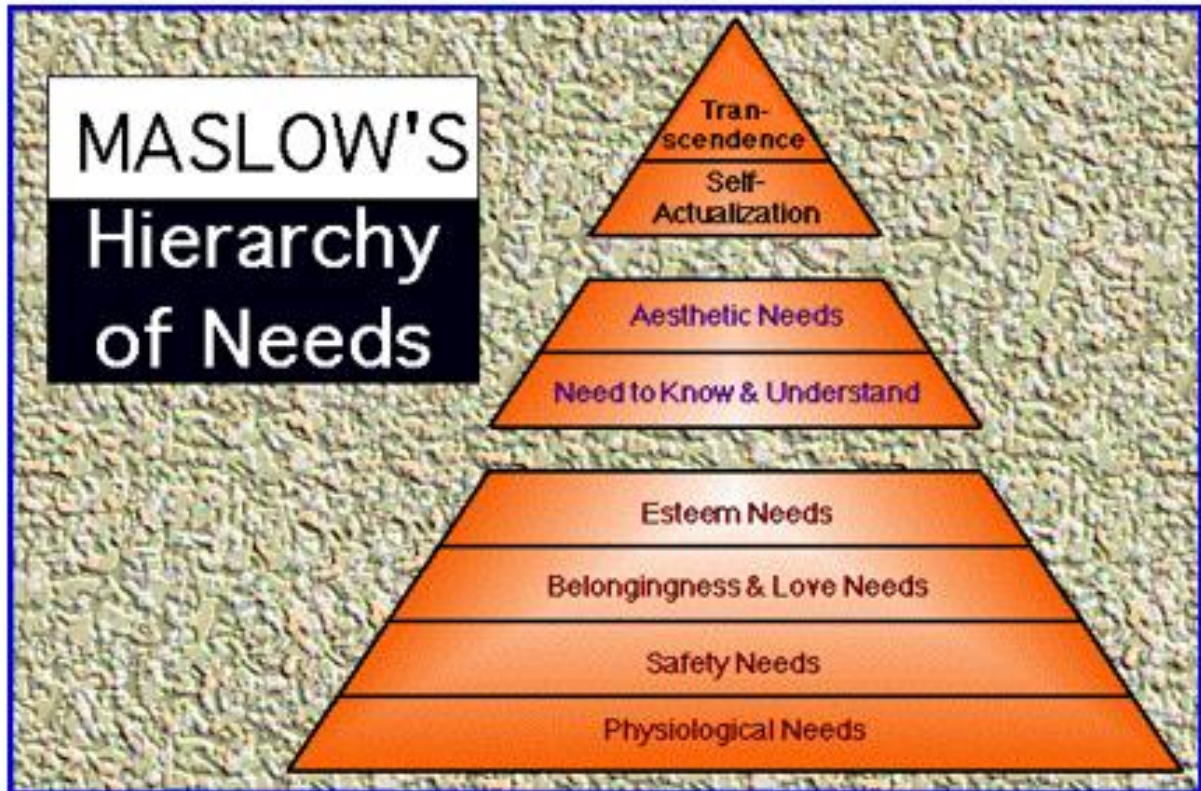 MASLOW'S
Hierarchy
of Needs
Tran-
scendence
Self-
Actualization
Aesthetic Needs
Need to Know & Understand
Esteem Needs
Belongingness & Love Needs
Safety Needs
Physiological Needs